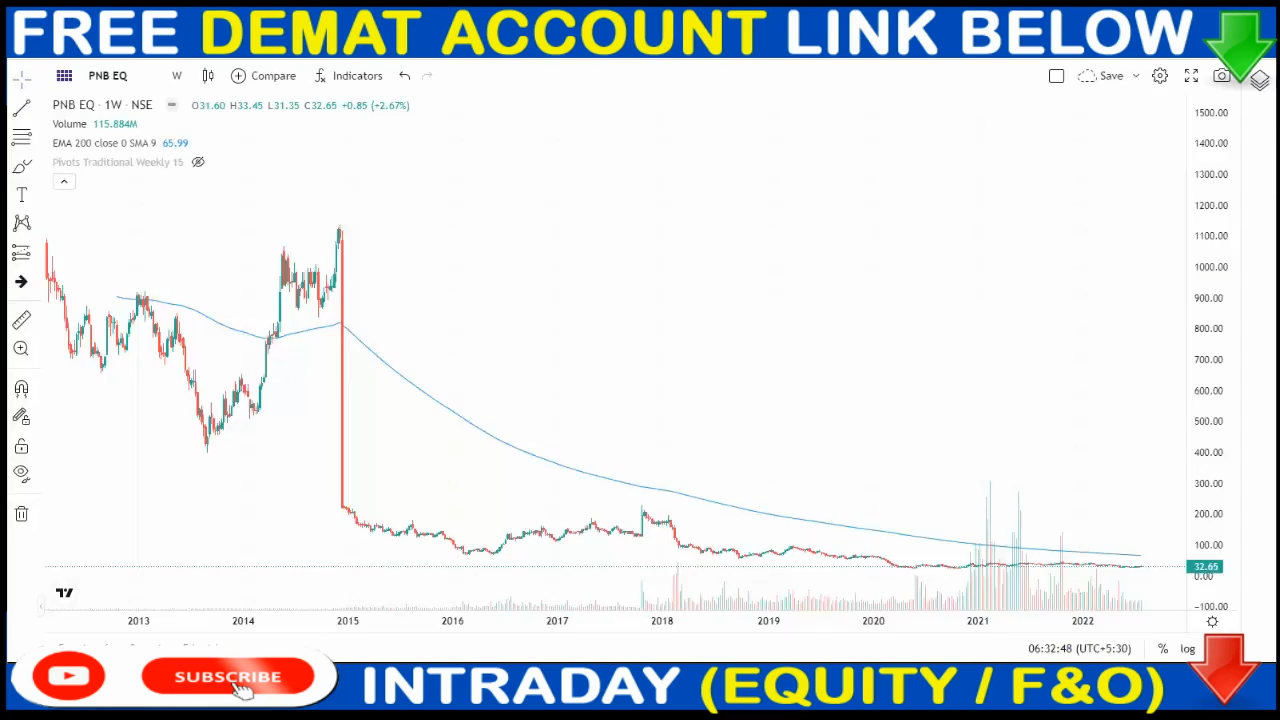 FREE DEMAT ACCOUNT LINK BELOW
PNB EQ W Compare Indicators Save
PNB EQ · 1W · NSE O31.60 H33.45 L31.35 C32.65 +0.85 (+2.67%)
Volume 115.884M
EMA 200 close 0 SMA 9 65.99
Pivots Traditional Weekly 15
1500.00
1400.00
1300.00
1200.00
1100.00
1000.00
900.00
800.00
700.00
600.00
500.00
400.00
300.00
200.00
100.00
32.65
0.00
−100.00
2013 2014 2015 2016 2017 2018 2019 2020 2021 2022
06:32:48 (UTC+5:30) % log
SUBSCRIBE
INTRADAY (EQUITY / F&O)